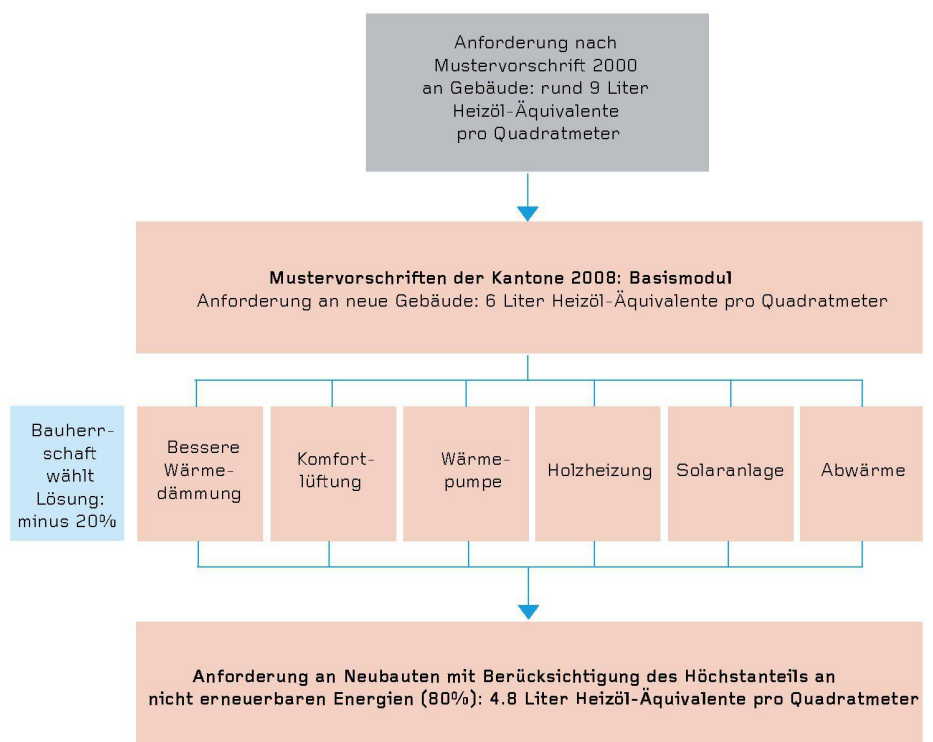 Anforderung nach
Mustervorschrift 2000
an Gebäude: rund 9 Liter
Heizöl-Äquivalente
pro Quadratmeter
Mustervorschriften der Kantone 2008: Basismodul
Anforderung an neue Gebäude: 6 Liter Heizöl-Äquivalente pro Quadratmeter
Bauherr-
schaft
wählt
Lösung:
minus 20%
Bessere
Wärme-
dämmung
Komfort-
lüftung
Wärme-
pumpe
Holzheizung
Solaranlage
Abwärme
Anforderung an Neubauten mit Berücksichtigung des Höchstanteils an
nicht erneuerbaren Energien (80%): 4.8 Liter Heizöl-Äquivalente pro Quadratmeter